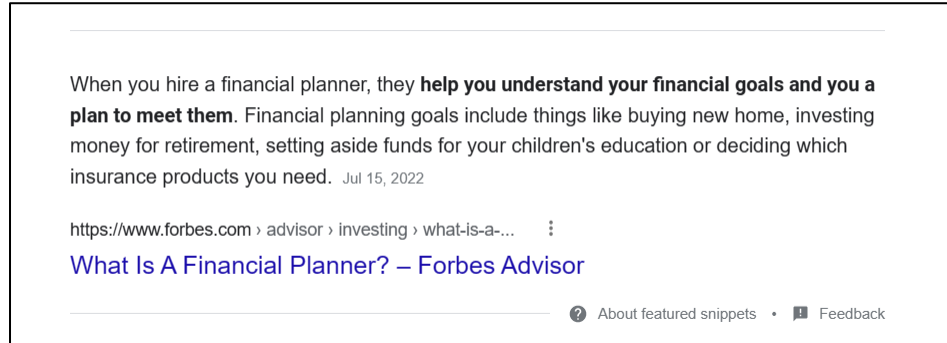 When you hire a financial planner, they help you understand your financial goals and you a
plan to meet them. Financial planning goals include things like buying new home, investing
money for retirement, setting aside funds for your children's education or deciding which
insurance products you need. Jul 15, 2022
https://www.forbes.com › advisor › investing › what-is-a-...
What Is A Financial Planner? – Forbes Advisor
About featured snippets • Feedback